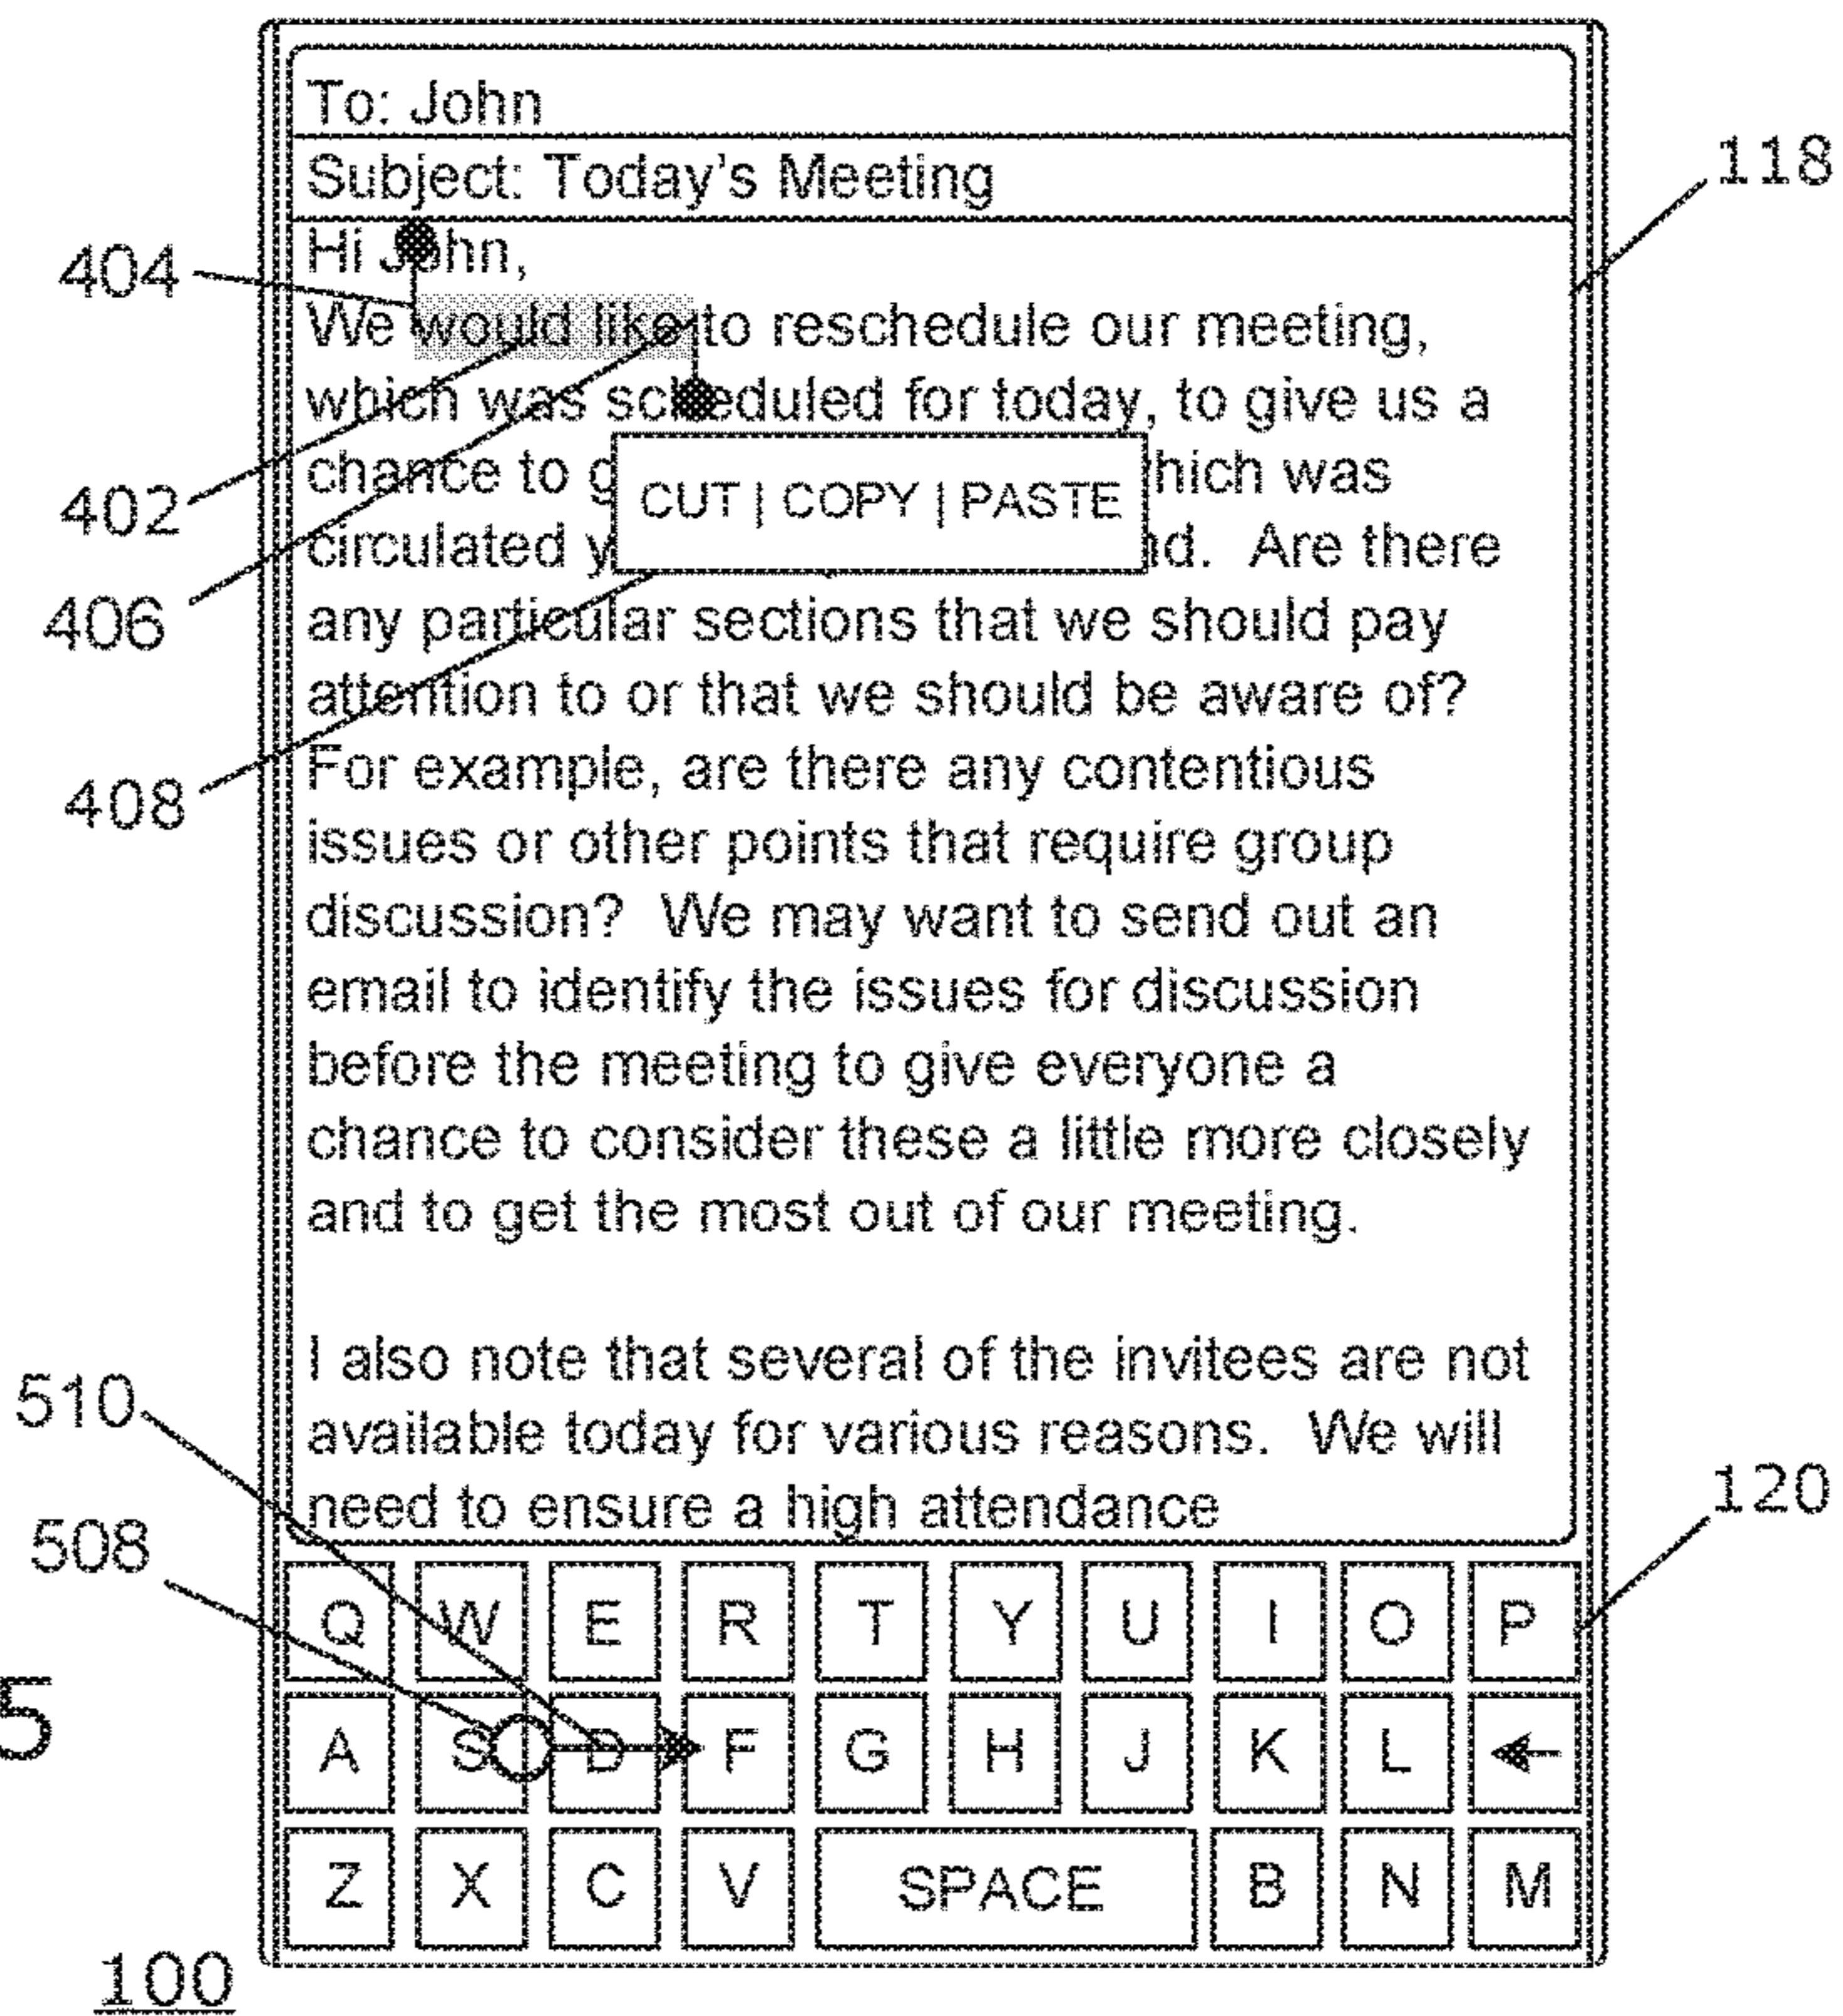 To: John
Subject: Today's Meeting
118
Hi John,
404
We would like to reschedule our meeting,
which was scheduled for today, to give us a
chance to g hich was
402
CUT | COPY | PASTE
circulated y d. Are there
406
any particular sections that we should pay
attention to or that we should be aware of?
For example, are there any contentious
408
issues or other points that require group
discussion? We may want to send out an
email to identify the issues for discussion
before the meeting to give everyone a
chance to consider these a little more closely
and to get the most out of our meeting.
I also note that several of the invitees are not
510
available today for various reasons. We will
120
need to ensure a high attendance
508
Q W E R T Y U I O P
5
A S D F G H J K L
Z X C V SPACE B N M
100